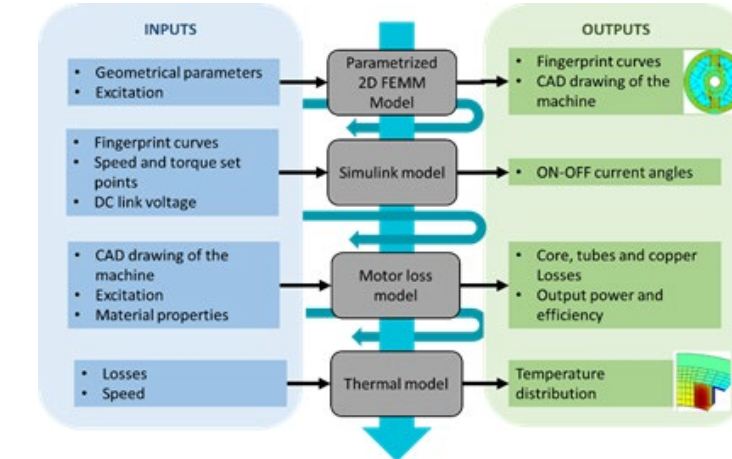 INPUTS
OUTPUTS
• Geometrical parameters
• Excitation
Parametrized
2D FEMM
Model
• Fingerprint curves
• CAD drawing of the
machine
• Fingerprint curves
• Speed and torque set
points
• DC link voltage
Simulink model
• ON-OFF current angles
• CAD drawing of the
machine
• Excitation
• Material properties
Motor loss
model
• Core, tubes and copper
Losses
• Output power and
efficiency
• Losses
• Speed
Thermal model
Temperature
distribution